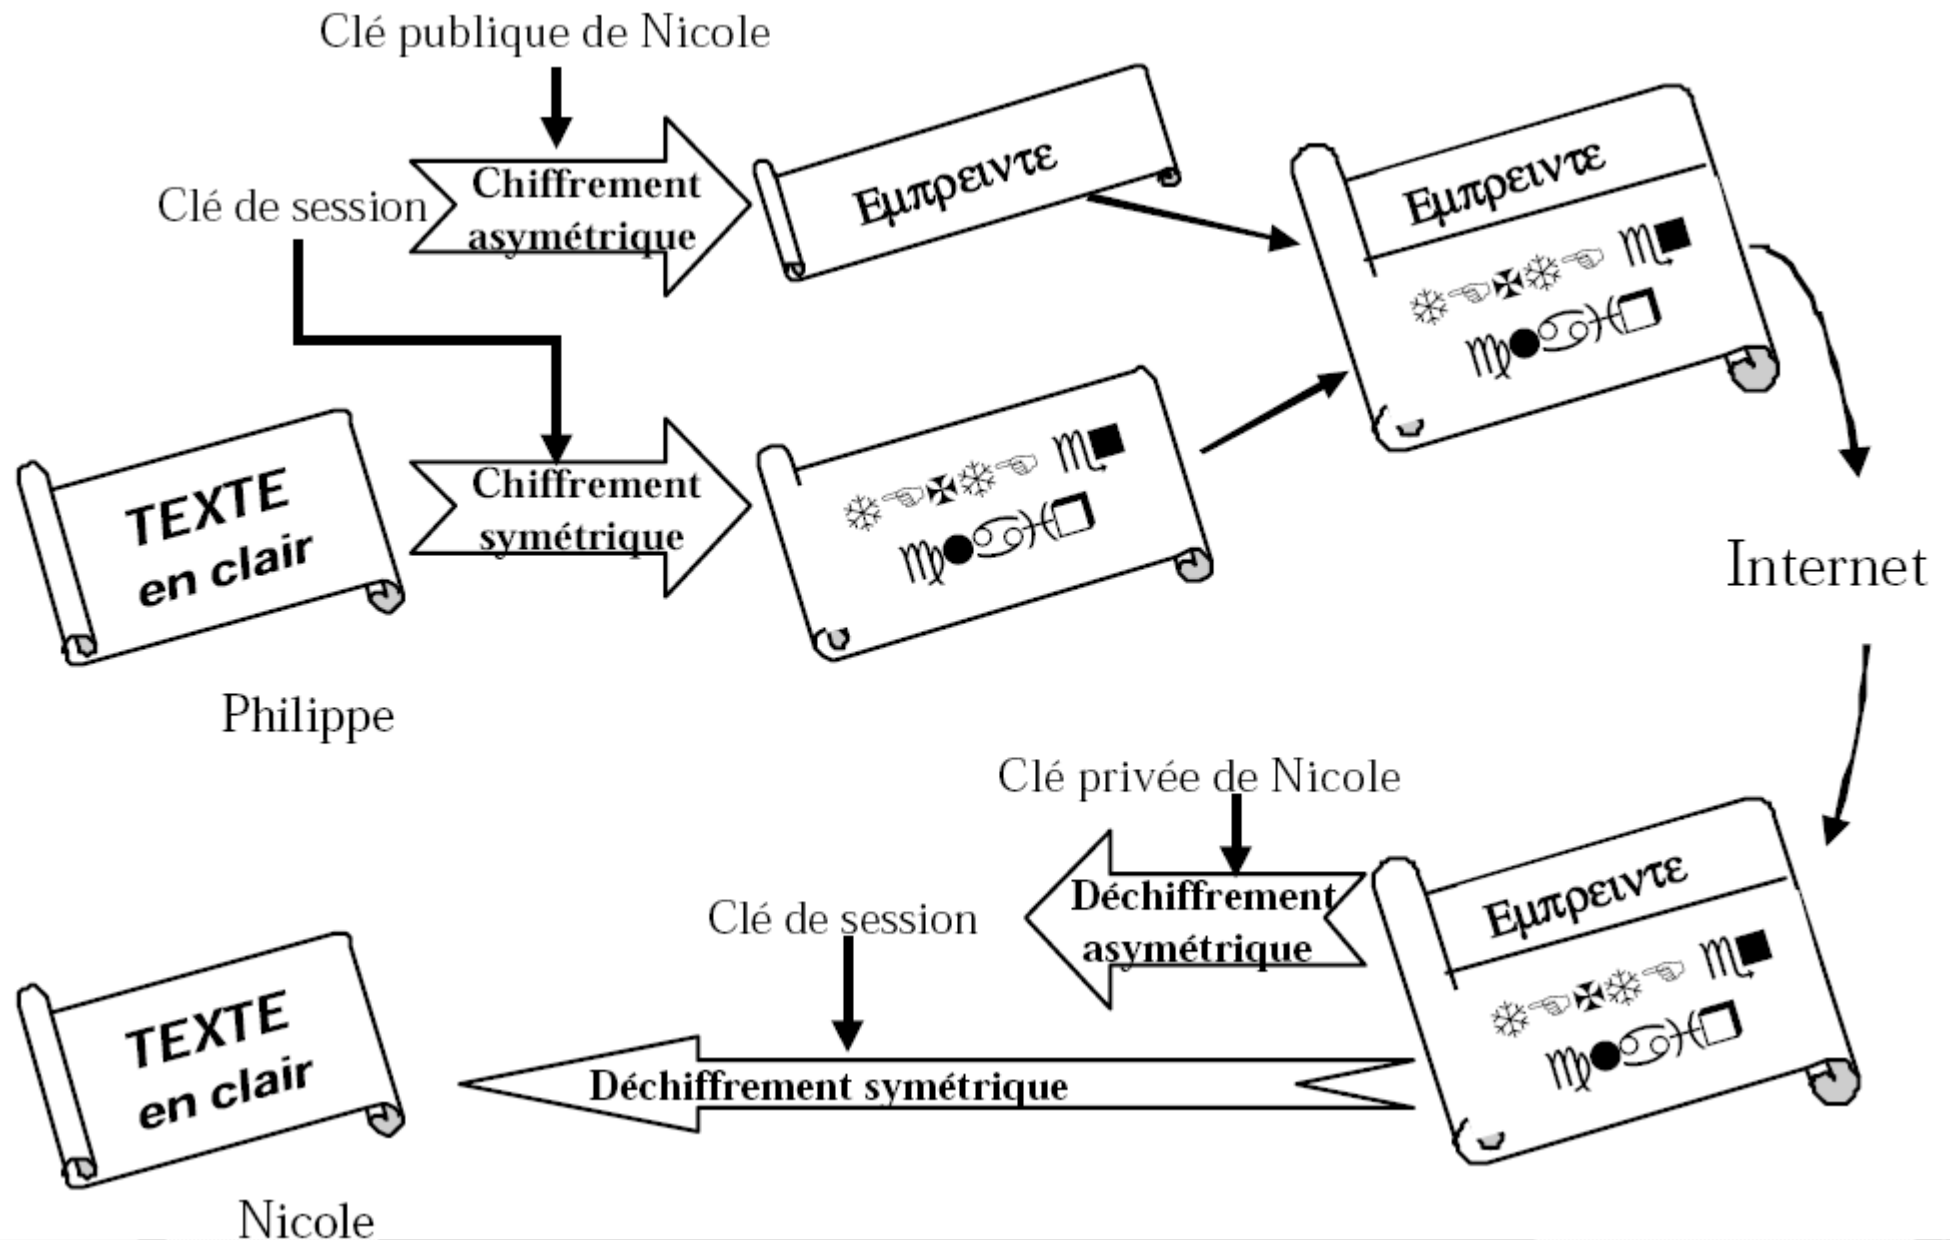 Clé publique de Nicole
Clé de session
Chiffrement
asymétrique
Εμπρειντε
Εμπρειντε
❄☜✠❄☜ ♏■
♍●♋♓❒
TEXTE
en clair
Chiffrement
symétrique
❄☜✠❄☜ ♏■
♍●♋♓❒
Internet
Philippe
Clé privée de Nicole
Déchiffrement
asymétrique
Clé de session
Εμπρειντε
❄☜✠❄☜ ♏■
♍●♋♓❒
Déchiffrement symétrique
TEXTE
en clair
Nicole